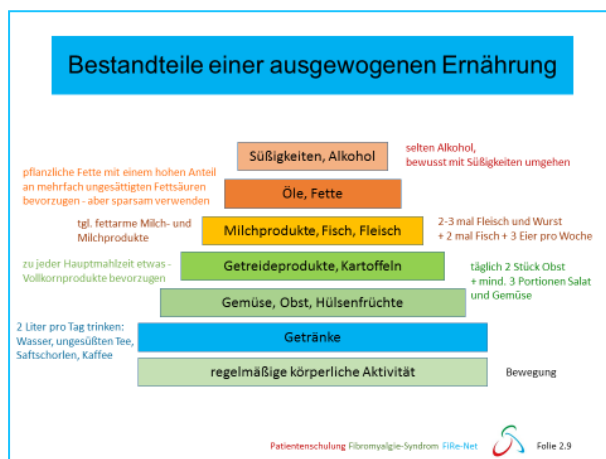 Bestandteile einer ausgewogenen Ernährung
Süßigkeiten, Alkohol
selten Alkohol,
bewusst mit Süßigkeiten umgehen
pflanzliche Fette mit einem hohen Anteil
an mehrfach ungesättigten Fettsäuren
bevorzugen - aber sparsam verwenden
Öle, Fette
tgl. fettarme Milch- und
Milchprodukte
Milchprodukte, Fisch, Fleisch
2-3 mal Fleisch und Wurst
+ 2 mal Fisch + 3 Eier pro Woche
zu jeder Hauptmahlzeit etwas -
Vollkornprodukte bevorzugen
Getreideprodukte, Kartoffeln
täglich 2 Stück Obst
+ mind. 3 Portionen Salat
und Gemüse
Gemüse, Obst, Hülsenfrüchte
2 Liter pro Tag trinken:
Wasser, ungesüßten Tee,
Saftschorlen, Kaffee
Getränke
regelmäßige körperliche Aktivität
Bewegung
Patientenschulung Fibromyalgie-Syndrom FIRe-Net
Folie 2.9